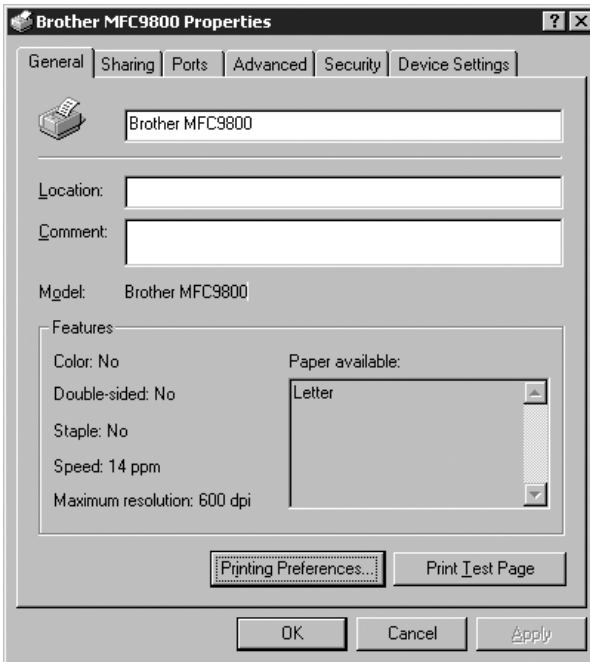 Brother MFC9800 Properties
General Sharing Ports Advanced Security Device Settings
Brother MFC9800
Location:
Comment:
Model: Brother MFC9800
Features
Color: No
Paper available:
Double-sided: No
Letter
Staple: No
Speed: 14 ppm
Maximum resolution: 600 dpi
Printing Preferences... Print Test Page
OK Cancel Apply